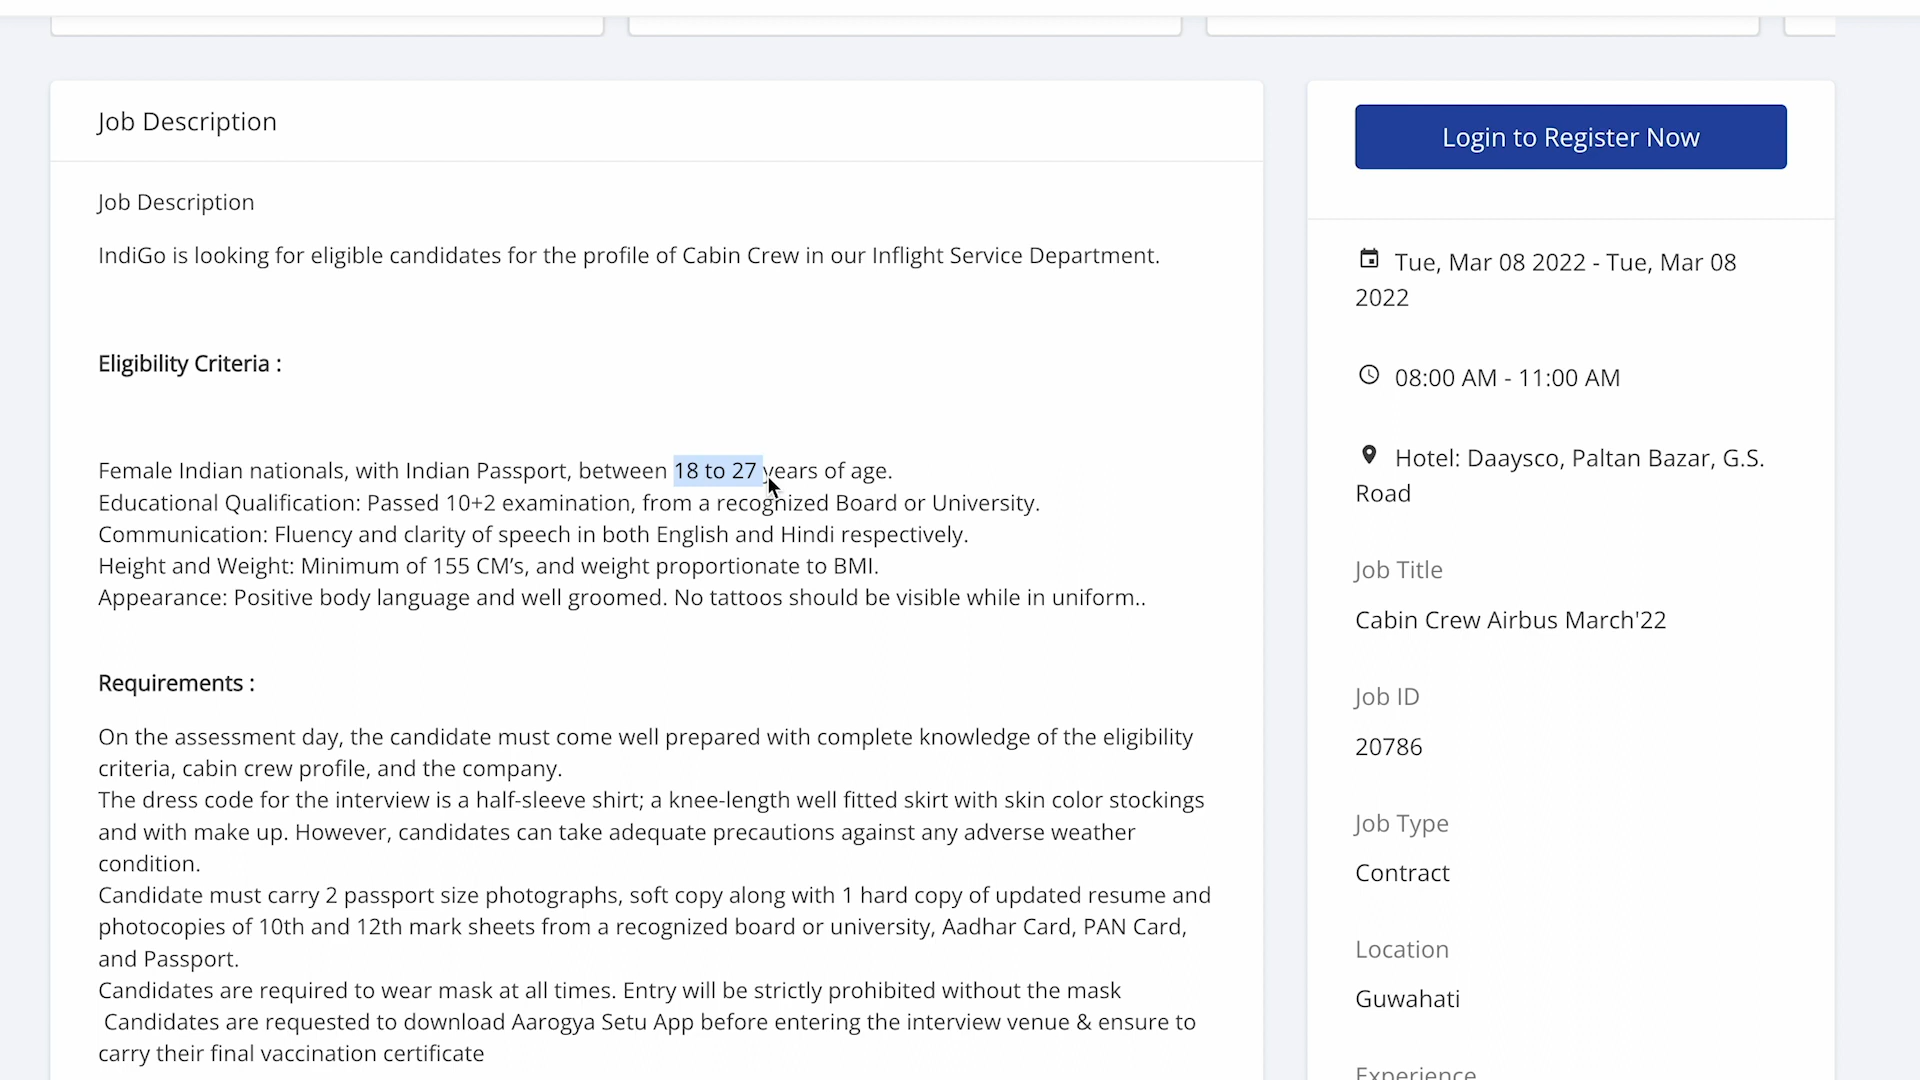 Job Description
Job Description
IndiGo is looking for eligible candidates for the profile of Cabin Crew in our Inflight Service Department.
Eligibility Criteria :
Female Indian nationals, with Indian Passport, between 18 to 27 years of age.
Educational Qualification: Passed 10+2 examination, from a recognized Board or University.
Communication: Fluency and clarity of speech in both English and Hindi respectively.
Height and Weight: Minimum of 155 CM’s, and weight proportionate to BMI.
Appearance: Positive body language and well groomed. No tattoos should be visible while in uniform..
Requirements :
On the assessment day, the candidate must come well prepared with complete knowledge of the eligibility
criteria, cabin crew profile, and the company.
The dress code for the interview is a half-sleeve shirt; a knee-length well fitted skirt with skin color stockings
and with make up. However, candidates can take adequate precautions against any adverse weather
condition.
Candidate must carry 2 passport size photographs, soft copy along with 1 hard copy of updated resume and
photocopies of 10th and 12th mark sheets from a recognized board or university, Aadhar Card, PAN Card,
and Passport.
Candidates are required to wear mask at all times. Entry will be strictly prohibited without the mask
Candidates are requested to download Aarogya Setu App before entering the interview venue & ensure to
carry their final vaccination certificate
Login to Register Now
Tue, Mar 08 2022 - Tue, Mar 08
2022
08:00 AM - 11:00 AM
Hotel: Daaysco, Paltan Bazar, G.S.
Road
Job Title
Cabin Crew Airbus March'22
Job ID
20786
Job Type
Contract
Location
Guwahati
Experience